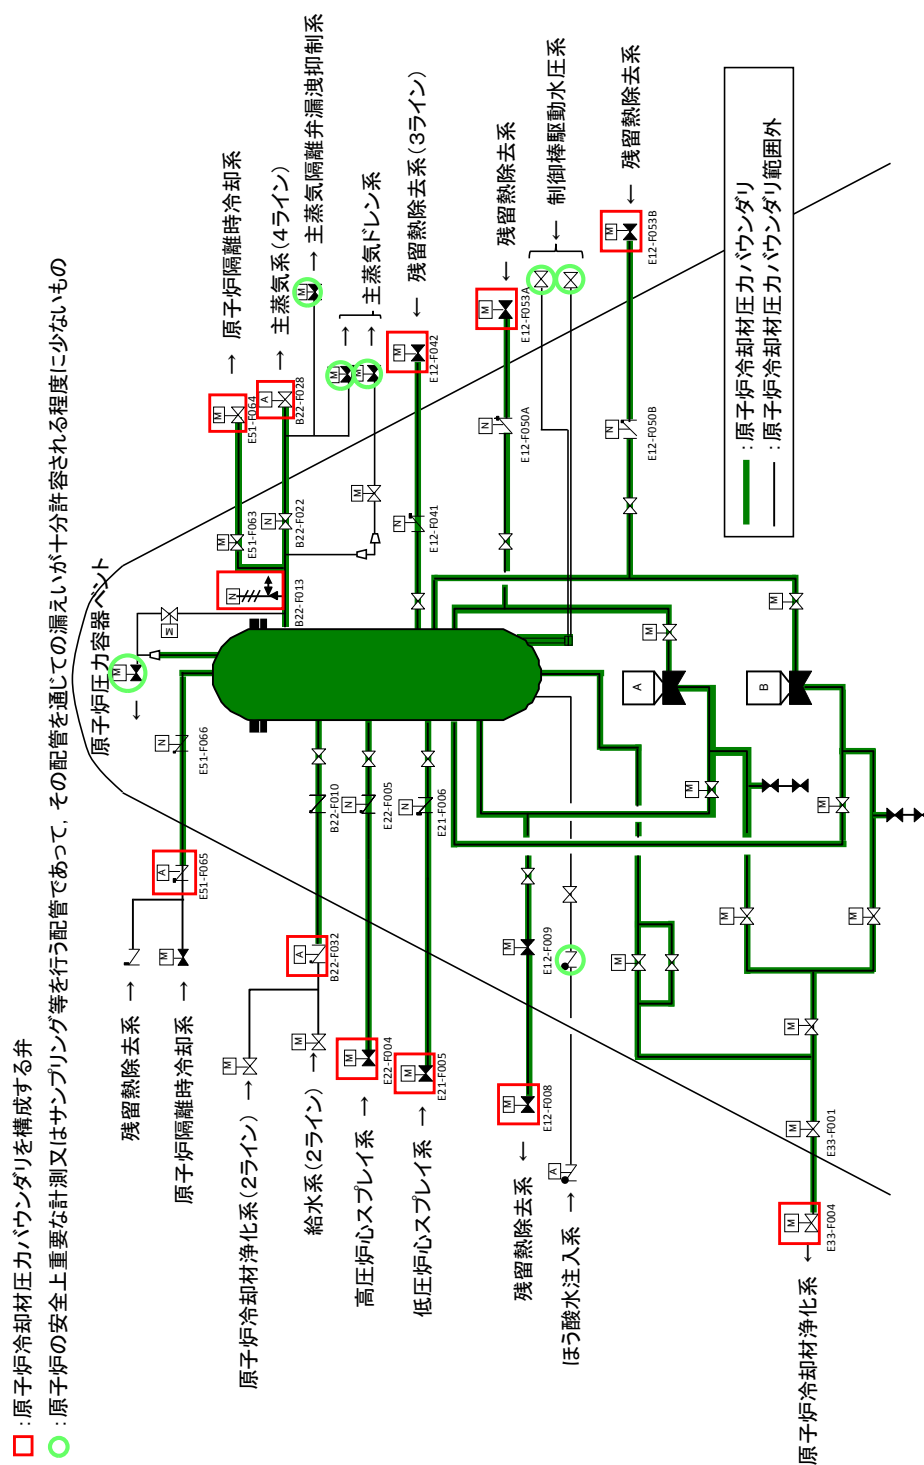 □:原子炉冷却材圧力バウンダリを構成する弁
○:原子炉の安全上重要な計測又はサンプリング等を行う配管であって，その配管を通じての漏えいが十分許容される程度に少ないもの
原子炉圧力容器ベント
↓
M
M
残留熱除去系 →
原子炉隔離時冷却系 →
M
A
E51-F065
N
E51-F066
原子炉冷却材浄化系(2ライン) →
給水系(2ライン) →
M
M
A
B22-F032
B22-F010
高圧炉心スプレイ系 →
M
E22-F004
N
E22-F005
低圧炉心スプレイ系 →
M
E21-F005
N
E21-F006
残留熱除去系 ←
M
E12-F008
M
E12-F009
ほう酸水注入系 →
A
原子炉冷却材浄化系 ←
M
E33-F004
M
E33-F001
M
M
M
M
M
M
M
M
A
B
→ 原子炉隔離時冷却系
M
E51-F064
M
E51-F063
→ 主蒸気系(4ライン)
A
B22-F028
N
B22-F022
N
B22-F013
→ 主蒸気隔離弁漏洩抑制系
M
→
→
主蒸気ドレン系
M
M
M
← 残留熱除去系(3ライン)
M
E12-F042
N
E12-F041
← 残留熱除去系
M
E12-F053A
N
E12-F050A
← 制御棒駆動水圧系
← 残留熱除去系
M
E12-F053B
N
E12-F050B
:原子炉冷却材圧力バウンダリ
:原子炉冷却材圧力バウンダリ範囲外